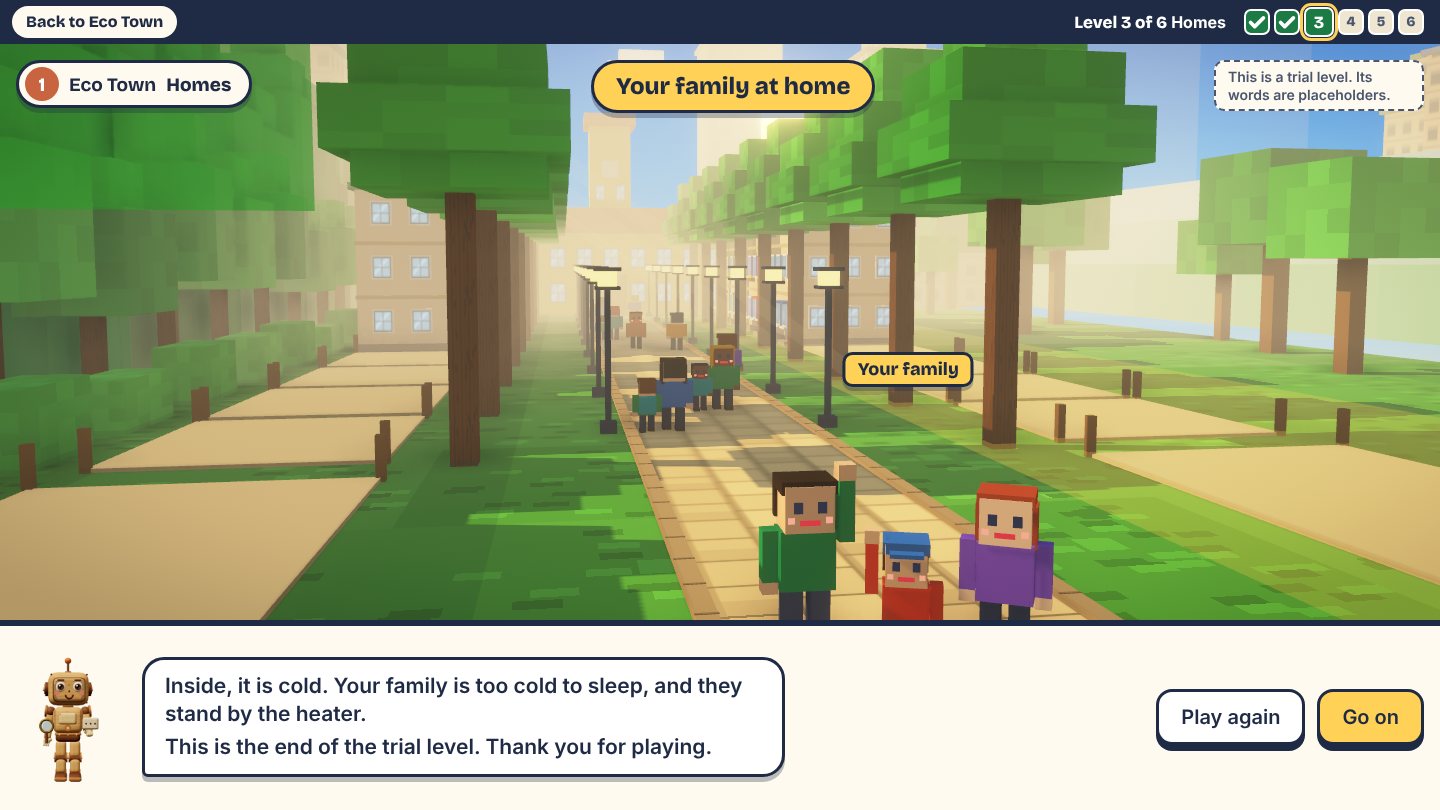 Back to Eco Town
Level 3 of 6 Homes
3
4
5
6
1
Eco Town Homes
Your family at home
This is a trial level. Its
words are placeholders.
Your family
Inside, it is cold. Your family is too cold to sleep, and they
stand by the heater.
This is the end of the trial level. Thank you for playing.
Play again
Go on